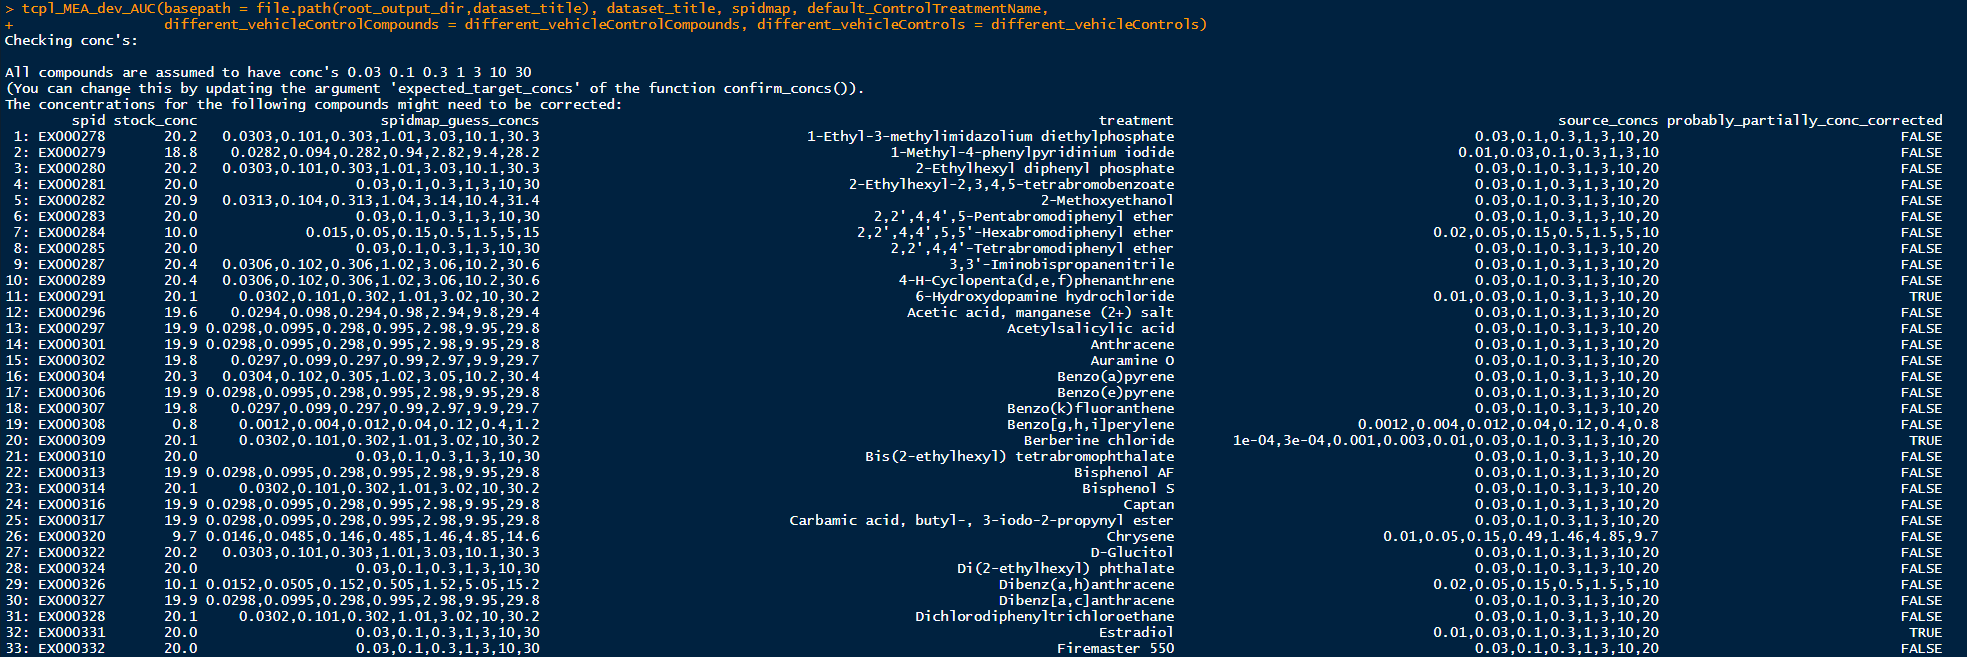 > tcpl_MEA_dev_AUC(basepath = file.path(root_output_dir,dataset_title), dataset_title, spidmap, default_ControlTreatmentName,
+ different_vehicleControlCompounds = different_vehicleControlCompounds, different_vehicleControls = different_vehicleControls)
Checking conc's:
All compounds are assumed to have conc's 0.03 0.1 0.3 1 3 10 30
(You can change this by updating the argument 'expected_target_concs' of the function confirm_concs()).
The concentrations for the following compounds might need to be corrected:
spid stock_conc spidmap_guess_concs treatment source_concs probably_partially_conc_corrected
1: EX000278 20.2 0.0303,0.101,0.303,1.01,3.03,10.1,30.3 1-Ethyl-3-methylimidazolium diethylphosphate 0.03,0.1,0.3,1,3,10,20 FALSE
2: EX000279 18.8 0.0282,0.094,0.282,0.94,2.82,9.4,28.2 1-Methyl-4-phenylpyridinium iodide 0.01,0.03,0.1,0.3,1,3,10 FALSE
3: EX000280 20.2 0.0303,0.101,0.303,1.01,3.03,10.1,30.3 2-Ethylhexyl diphenyl phosphate 0.03,0.1,0.3,1,3,10,20 FALSE
4: EX000281 20.0 0.03,0.1,0.3,1,3,10,30 2-Ethylhexyl-2,3,4,5-tetrabromobenzoate 0.03,0.1,0.3,1,3,10,20 FALSE
5: EX000282 20.9 0.0313,0.104,0.313,1.04,3.14,10.4,31.4 2-Methoxyethanol 0.03,0.1,0.3,1,3,10,20 FALSE
6: EX000283 20.0 0.03,0.1,0.3,1,3,10,30 2,2',4,4',5-Pentabromodiphenyl ether 0.03,0.1,0.3,1,3,10,20 FALSE
7: EX000284 10.0 0.015,0.05,0.15,0.5,1.5,5,15 2,2',4,4',5,5'-Hexabromodiphenyl ether 0.02,0.05,0.15,0.5,1.5,5,10 FALSE
8: EX000285 20.0 0.03,0.1,0.3,1,3,10,30 2,2',4,4'-Tetrabromodiphenyl ether 0.03,0.1,0.3,1,3,10,20 FALSE
9: EX000287 20.4 0.0306,0.102,0.306,1.02,3.06,10.2,30.6 3,3'-Iminobispropanenitrile 0.03,0.1,0.3,1,3,10,20 FALSE
10: EX000289 20.4 0.0306,0.102,0.306,1.02,3.06,10.2,30.6 4-H-Cyclopenta(d,e,f)phenanthrene 0.03,0.1,0.3,1,3,10,20 FALSE
11: EX000291 20.1 0.0302,0.101,0.302,1.01,3.02,10,30.2 6-Hydroxydopamine hydrochloride 0.01,0.03,0.1,0.3,1,3,10,20 TRUE
12: EX000296 19.6 0.0294,0.098,0.294,0.98,2.94,9.8,29.4 Acetic acid, manganese (2+) salt 0.03,0.1,0.3,1,3,10,20 FALSE
13: EX000297 19.9 0.0298,0.0995,0.298,0.995,2.98,9.95,29.8 Acetylsalicylic acid 0.03,0.1,0.3,1,3,10,20 FALSE
14: EX000301 19.9 0.0298,0.0995,0.298,0.995,2.98,9.95,29.8 Anthracene 0.03,0.1,0.3,1,3,10,20 FALSE
15: EX000302 19.8 0.0297,0.099,0.297,0.99,2.97,9.9,29.7 Auramine O 0.03,0.1,0.3,1,3,10,20 FALSE
16: EX000304 20.3 0.0304,0.102,0.305,1.02,3.05,10.2,30.4 Benzo(a)pyrene 0.03,0.1,0.3,1,3,10,20 FALSE
17: EX000306 19.9 0.0298,0.0995,0.298,0.995,2.98,9.95,29.8 Benzo(e)pyrene 0.03,0.1,0.3,1,3,10,20 FALSE
18: EX000307 19.8 0.0297,0.099,0.297,0.99,2.97,9.9,29.7 Benzo(k)fluoranthene 0.03,0.1,0.3,1,3,10,20 FALSE
19: EX000308 0.8 0.0012,0.004,0.012,0.04,0.12,0.4,1.2 Benzo[g,h,i]perylene 0.0012,0.004,0.012,0.04,0.12,0.4,0.8 FALSE
20: EX000309 20.1 0.0302,0.101,0.302,1.01,3.02,10,30.2 Berberine chloride 1e-04,3e-04,0.001,0.003,0.01,0.03,0.1,0.3,1,3,10,20 TRUE
21: EX000310 20.0 0.03,0.1,0.3,1,3,10,30 Bis(2-ethylhexyl) tetrabromophthalate 0.03,0.1,0.3,1,3,10,20 FALSE
22: EX000313 19.9 0.0298,0.0995,0.298,0.995,2.98,9.95,29.8 Bisphenol AF 0.03,0.1,0.3,1,3,10,20 FALSE
23: EX000314 20.1 0.0302,0.101,0.302,1.01,3.02,10,30.2 Bisphenol S 0.03,0.1,0.3,1,3,10,20 FALSE
24: EX000316 19.9 0.0298,0.0995,0.298,0.995,2.98,9.95,29.8 Captan 0.03,0.1,0.3,1,3,10,20 FALSE
25: EX000317 19.9 0.0298,0.0995,0.298,0.995,2.98,9.95,29.8 Carbamic acid, butyl-, 3-iodo-2-propynyl ester 0.03,0.1,0.3,1,3,10,20 FALSE
26: EX000320 9.7 0.0146,0.0485,0.146,0.485,1.46,4.85,14.6 Chrysene 0.01,0.05,0.15,0.49,1.46,4.85,9.7 FALSE
27: EX000322 20.2 0.0303,0.101,0.303,1.01,3.03,10.1,30.3 D-Glucitol 0.03,0.1,0.3,1,3,10,20 FALSE
28: EX000324 20.0 0.03,0.1,0.3,1,3,10,30 Di(2-ethylhexyl) phthalate 0.03,0.1,0.3,1,3,10,20 FALSE
29: EX000326 10.1 0.0152,0.0505,0.152,0.505,1.52,5.05,15.2 Dibenz(a,h)anthracene 0.02,0.05,0.15,0.5,1.5,5,10 FALSE
30: EX000327 19.9 0.0298,0.0995,0.298,0.995,2.98,9.95,29.8 Dibenz[a,c]anthracene 0.03,0.1,0.3,1,3,10,20 FALSE
31: EX000328 20.1 0.0302,0.101,0.302,1.01,3.02,10,30.2 Dichlorodiphenyltrichloroethane 0.03,0.1,0.3,1,3,10,20 FALSE
32: EX000331 20.0 0.03,0.1,0.3,1,3,10,30 Estradiol 0.01,0.03,0.1,0.3,1,3,10,20 TRUE
33: EX000332 20.0 0.03,0.1,0.3,1,3,10,30 Firemaster 550 0.03,0.1,0.3,1,3,10,20 FALSE